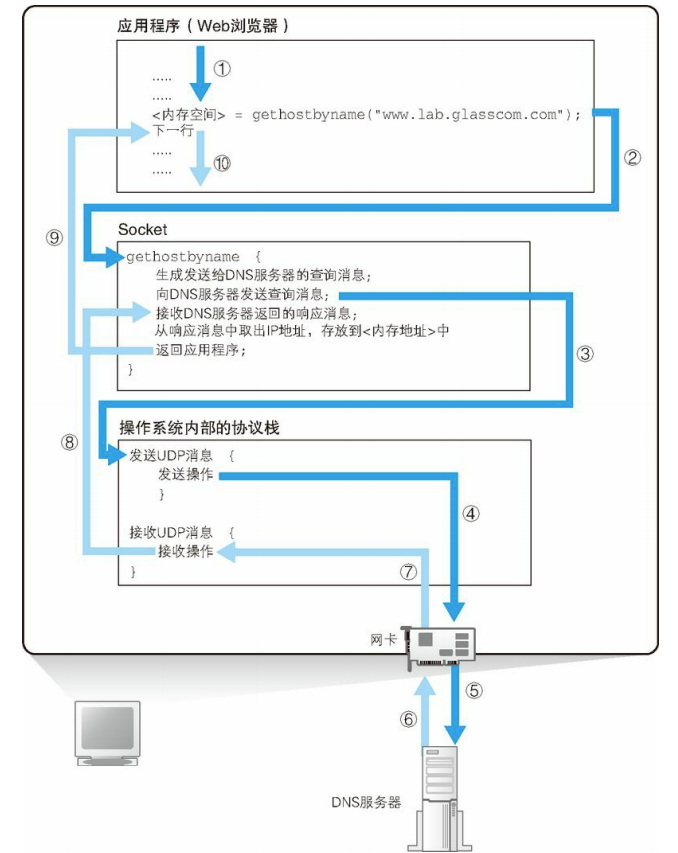 应用程序（Web浏览器）
①
.....
.....
<内存空间> = gethostbyname("www.lab.glasscom.com");
下一行
②
.....
⑩
.....
Socket
⑨
gethostbyname {
生成发送给DNS服务器的查询消息;
向DNS服务器发送查询消息;
接收DNS服务器返回的响应消息;
从响应消息中取出IP地址，存放到<内存地址>中
返回应用程序;
③
}
操作系统内部的协议栈
⑧
发送UDP消息 {
发送操作
}
④
接收UDP消息 {
接收操作
}
⑦
网卡
⑤
⑥
DNS服务器